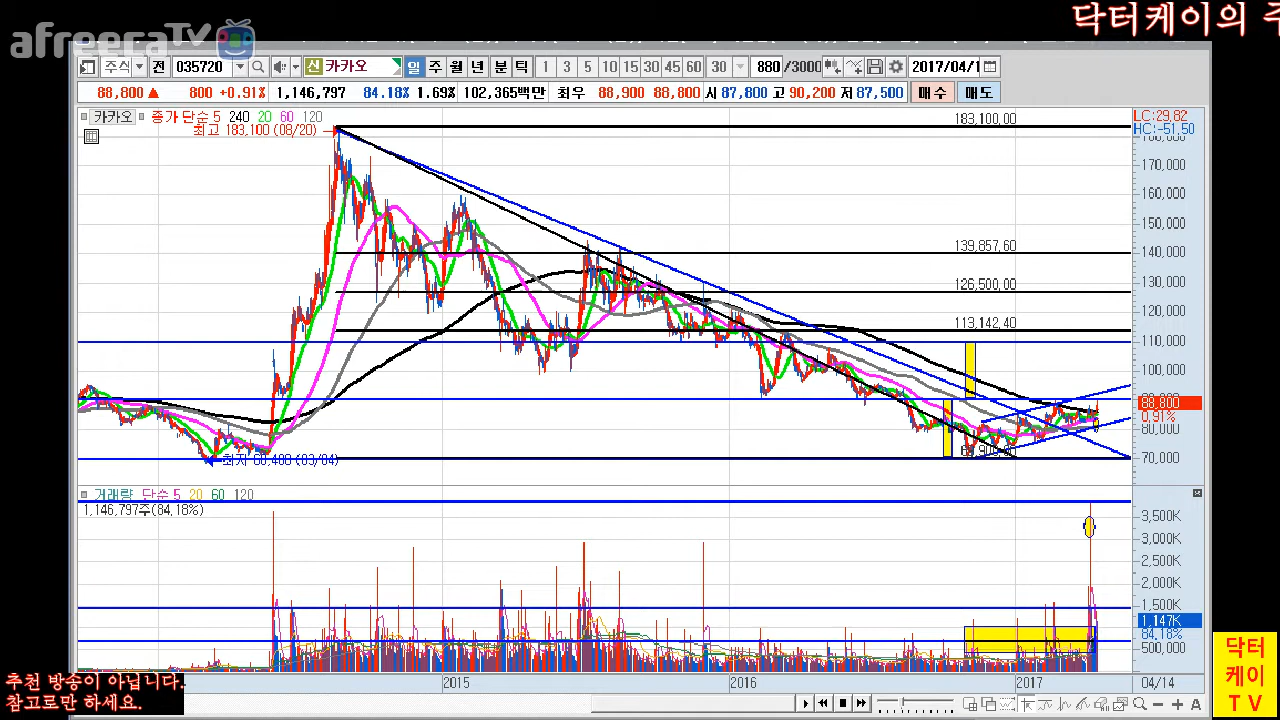 afreecaTV
닥터케이의 주
주식 전 035720 신 카카오 일 주 월 년 분 틱 1 3 5 10 15 30 45 60 30 880 /3000 2017/04/1
88,800 ▲ 800 +0.91% 1,146,797 84.18% 1.69% 102,365백만 최우 88,900 88,800 시 87,800 고 90,200 저 87,500 매수 매도
카카오 종가 단순 5 240 20 60 120
최고 183,100 (08/20)
183,100,00
LC:29,82
HC:-51,50
180,000
170,000
160,000
150,000
139,857,60
140,000
130,000
126,500,00
120,000
113,142,40
110,000
100,000
88,800
0,91%
80,000
최저 68,400 (03/04)
70,000
거래량 단순 5 20 60 120
1,146,797주(84,18%)
3,500K
3,000K
2,500K
2,000K
1,500K
1,147K
84,18%
500,000
2015 2016 2017 04/14
추천 방송이 아닙니다.
참고로만 하세요.
닥터
케이
TV